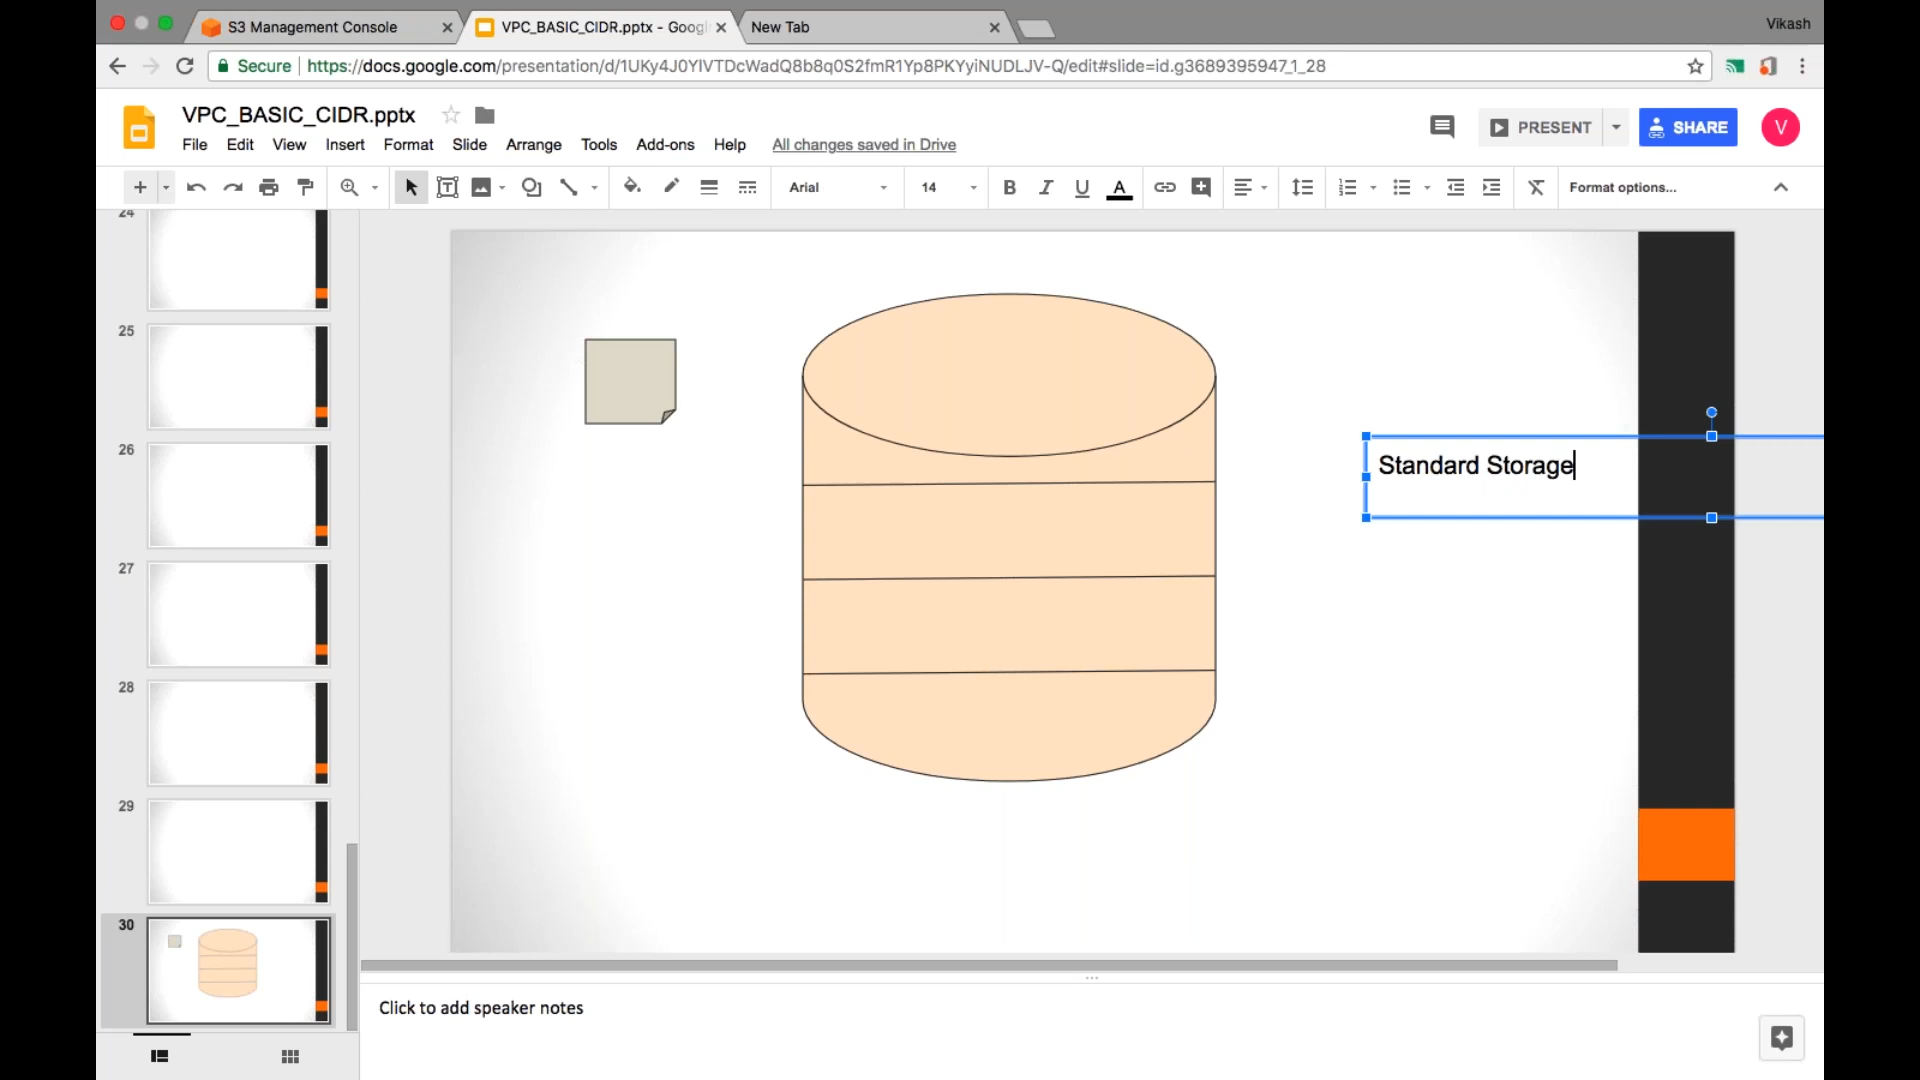 S3 Management Console
VPC_BASIC_CIDR.pptx - Googl
New Tab
Vikash
Secure
https://docs.google.com/presentation/d/1UKy4J0YlVTDcWadQ8b8q0S2fmR1Yp8PKYyiNUDLJV-Q/edit#slide=id.g3689395947_1_28
VPC_BASIC_CIDR.pptx
PRESENT
SHARE
V
File Edit View Insert Format Slide Arrange Tools Add-ons Help All changes saved in Drive
Arial 14 B I U A Format options...
24
25
26
27
28
29
30
Standard Storage
Click to add speaker notes